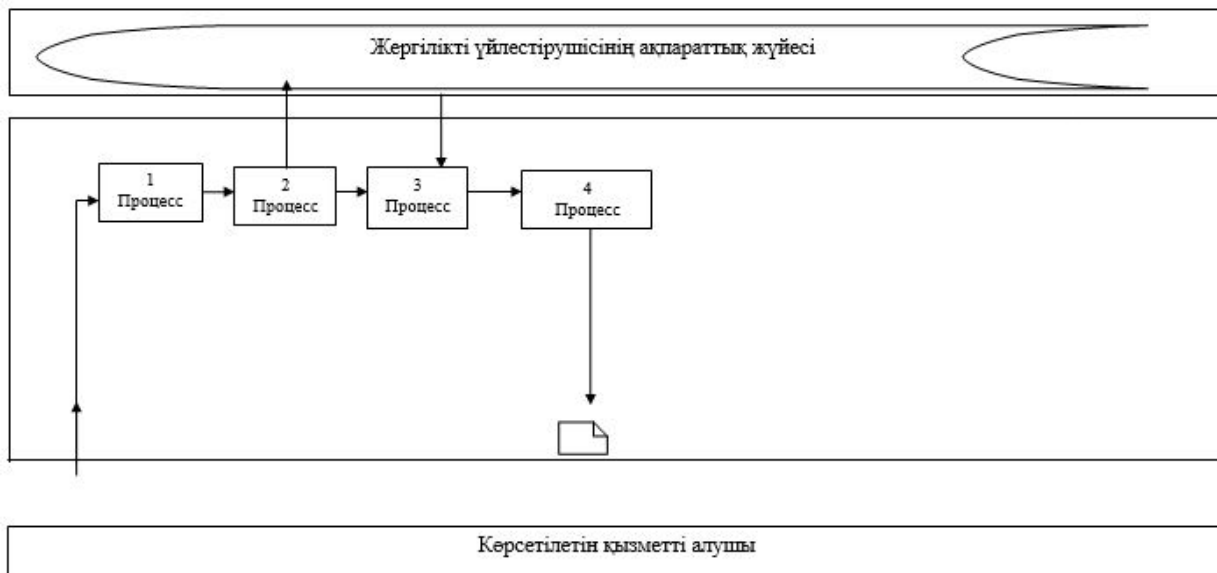 Жергілікті үйлестірушісінің ақпараттық жүйесі
1
Процесс
2
Процесс
3
Процесс
4
Процесс
Көрсетілетін қызметті алушы